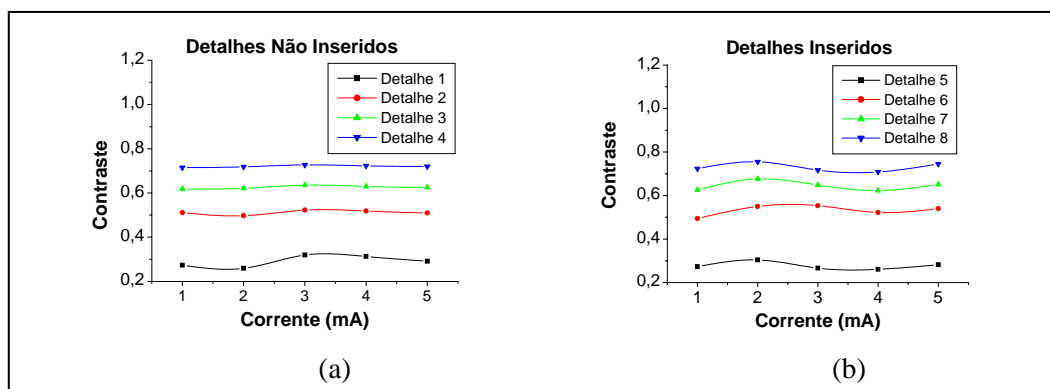 Detalhes Não Inseridos
1,2
1,0
0,8
0,6
0,4
0,2
Contraste
Detalhe 1
Detalhe 2
Detalhe 3
Detalhe 4
1 2 3 4 5
Corrente (mA)
(a)
Detalhes Inseridos
1,2
1,0
0,8
0,6
0,4
0,2
Contraste
Detalhe 5
Detalhe 6
Detalhe 7
Detalhe 8
1 2 3 4 5
Corrente (mA)
(b)